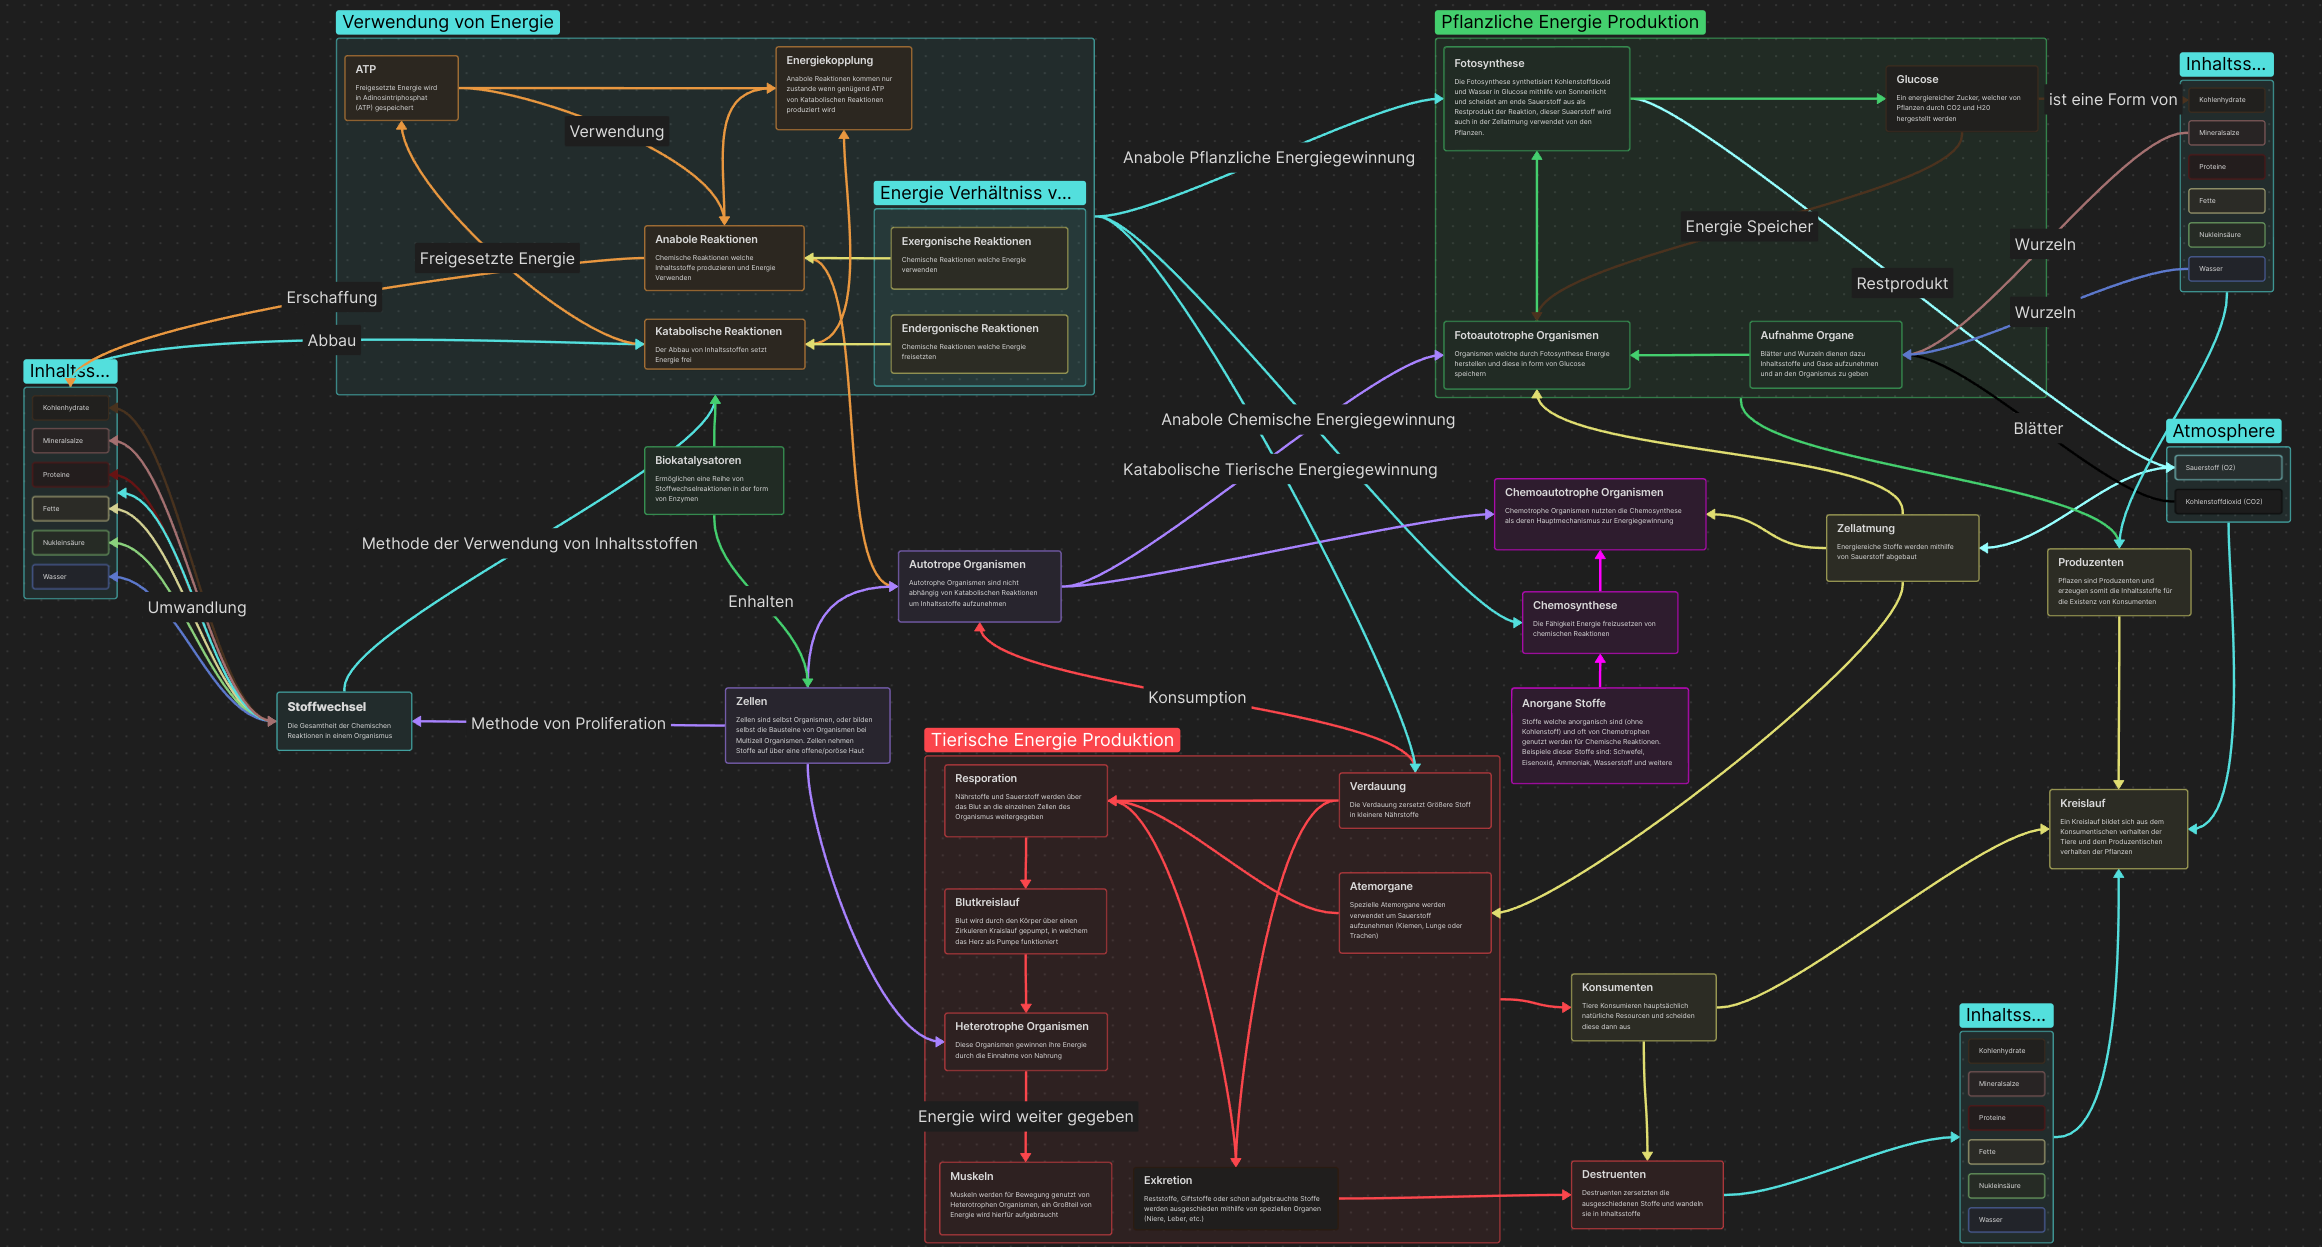 Verwendung von Energie
ATP
Freigesetzte Energie wird
in Adinosintriphosphat
(ATP) gespeichert
Energiekopplung
Anabole Reaktionen kommen nur
zustande wenn genügend ATP
von Katabolischen Reaktionen
produziert wird
Verwendung
Energie Verhältniss v...
Anabole Reaktionen
Chemische Reaktionen welche
Inhaltsstoffe produzieren und Energie
Verwenden
Exergonische Reaktionen
Chemische Reaktionen welche Energie
verwenden
Freigesetzte Energie
Erschaffung
Katabolische Reaktionen
Der Abbau von Inhaltsstoffen setzt
Energie frei
Endergonische Reaktionen
Chemische Reaktionen welche Energie
freisetzten
Abbau
Inhaltss...
Kohlenhydrate
Mineralsalze
Proteine
Fette
Nukleinsäure
Wasser
Umwandlung
Biokatalysatoren
Ermöglichen eine Reihe von
Stoffwechselreaktionen in der form
von Enzymen
Methode der Verwendung von Inhaltsstoffen
Enhalten
Stoffwechsel
Die Gesamtheit der Chemischen
Reaktionen in einem Organismus
Methode von Proliferation
Zellen
Zellen sind selbst Organismen, oder bilden
selbst die Bausteine von Organismen bei
Multizell Organismen. Zellen nehmen
Stoffe auf über eine offene/poröse Haut
Autotrope Organismen
Autotrophe Organismen sind nicht
abhängig von Katabolischen Reaktionen
um Inhaltsstoffe aufzunehmen
Anabole Pflanzliche Energiegewinnung
Anabole Chemische Energiegewinnung
Katabolische Tierische Energiegewinnung
Konsumption
Pflanzliche Energie Produktion
Fotosynthese
Die Fotosynthese synthetisiert Kohlenstoffdioxid
und Wasser in Glucose mithilfe von Sonnenlicht
und scheidet am ende Sauerstoff aus als
Restprodukt der Reaktion, dieser Suaerstoff wird
auch in der Zellatmung verwendet von den
Pflanzen.
Glucose
Ein energiereicher Zucker, welcher von
Pflanzen durch CO2 und H20
hergestellt werden
ist eine Form von
Energie Speicher
Restprodukt
Fotoautotrophe Organismen
Organismen welche durch Fotosynthese Energie
herstellen und diese in form von Glucose
speichern
Aufnahme Organe
Blätter und Wurzeln dienen dazu
Inhaltsstoffe und Gase aufzunehmen
und an den Organismus zu geben
Inhaltss...
Kohlenhydrate
Mineralsalze
Proteine
Fette
Nukleinsäure
Wasser
Wurzeln
Wurzeln
Blätter
Atmosphere
Sauerstoff (O2)
Kohlenstoffdioxid (CO2)
Chemoautotrophe Organismen
Chemotrophe Organismen nutzten die Chemosynthese
als deren Hauptmechanismus zur Energiegewinnung
Zellatmung
Energiereiche Stoffe werden mithilfe
von Sauerstoff abgebaut
Chemosynthese
Die Fähigkeit Energie freizusetzen von
chemischen Reaktionen
Anorgane Stoffe
Stoffe welche anorganisch sind (ohne
Kohlenstoff) und oft von Chemotrophen
genutzt werden für Chemische Reaktionen.
Beispiele dieser Stoffe sind: Schwefel,
Eisenoxid, Ammoniak, Wasserstoff und weitere
Produzenten
Pflazen sind Produzenten und
erzeugen somit die Inhaltsstoffe für
die Existenz von Konsumenten
Kreislauf
Ein Kreislauf bildet sich aus dem
Konsumentischen verhalten der
Tiere und dem Produzentischen
verhalten der Pflanzen
Tierische Energie Produktion
Resporation
Nährstoffe und Sauerstoff werden über
das Blut an die einzelnen Zellen des
Organismus weitergegeben
Verdauung
Die Verdauung zersetzt Größere Stoff
in kleinere Nährstoffe
Blutkreislauf
Blut wird durch den Körper über einen
Zirkuleren Kraislauf gepumpt, in welchem
das Herz als Pumpe funktioniert
Atemorgane
Spezielle Atemorgane werden
verwendet um Sauerstoff
aufzunehmen (Kiemen, Lunge oder
Trachen)
Heterotrophe Organismen
Diese Organismen gewinnen ihre Energie
durch die Einnahme von Nahrung
Energie wird weiter gegeben
Muskeln
Muskeln werden für Bewegung genutzt von
Heterotrophen Organismen, ein Großteil von
Energie wird hierfür aufgebraucht
Exkretion
Reststoffe, Giftstoffe oder schon aufgebrauchte Stoffe
werden ausgeschieden mithilfe von speziellen Organen
(Niere, Leber, etc.)
Konsumenten
Tiere Konsumieren hauptsächlich
natürliche Resourcen und scheiden
diese dann aus
Destruenten
Destruenten zersetzten die
ausgeschiedenen Stoffe und wandeln
sie in Inhaltsstoffe
Inhaltss...
Kohlenhydrate
Mineralsalze
Proteine
Fette
Nukleinsäure
Wasser